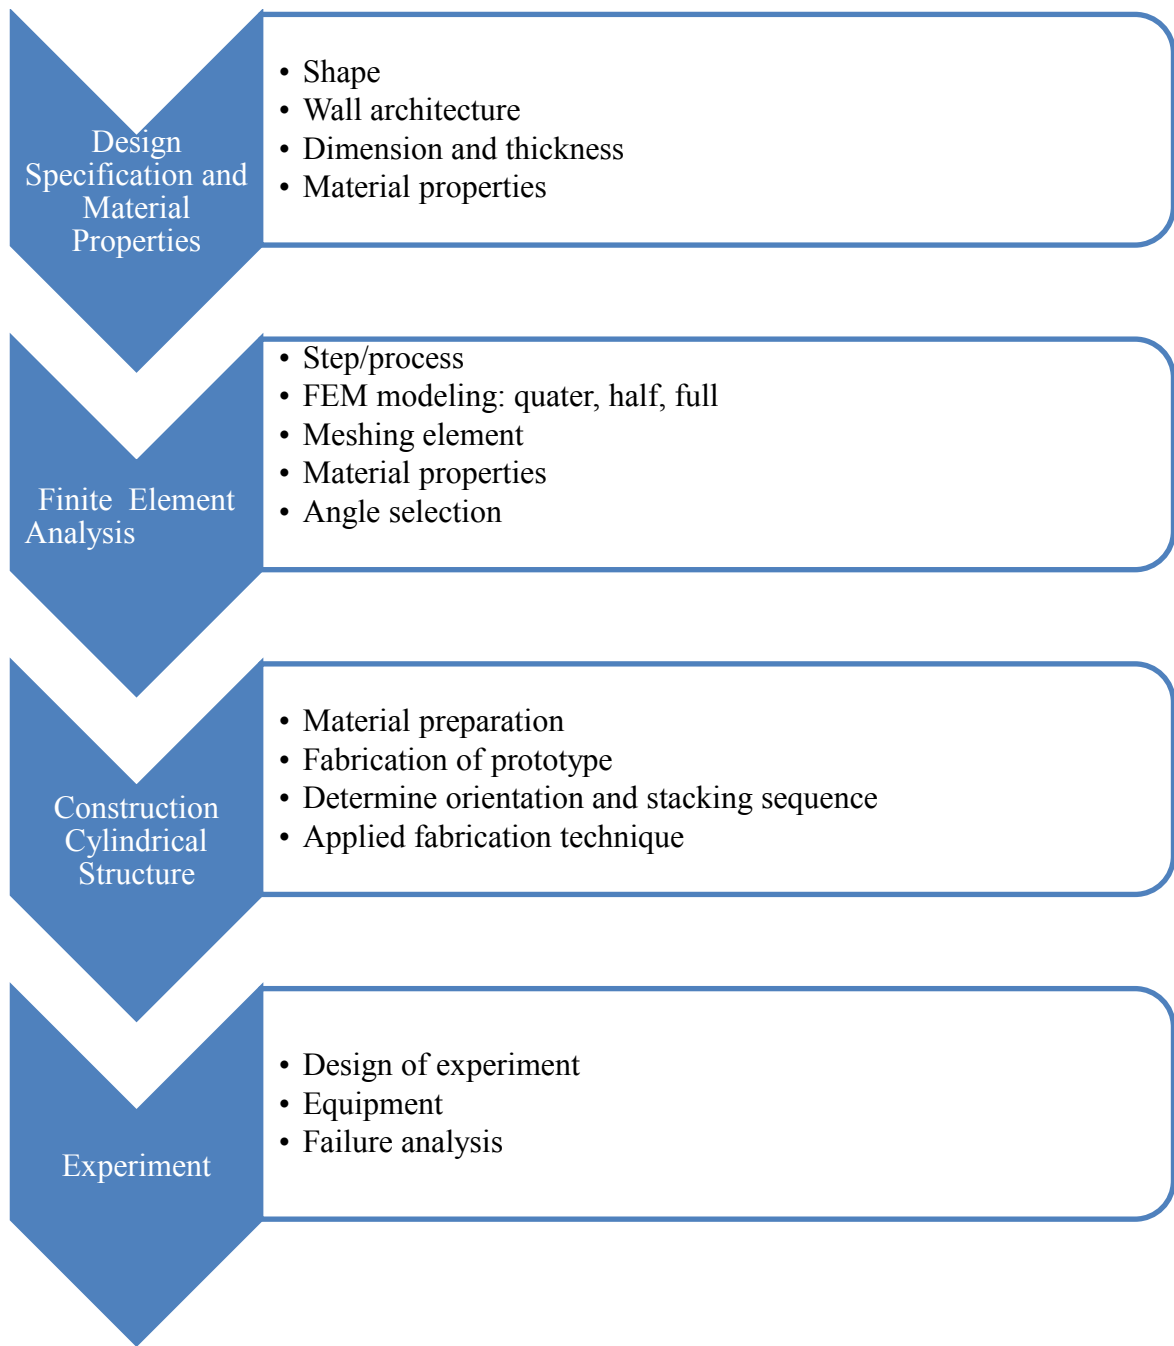 Design
Specification and
Material
Properties
• Shape
• Wall architecture
• Dimension and thickness
• Material properties
Finite Element
Analysis
• Step/process
• FEM modeling: quater, half, full
• Meshing element
• Material properties
• Angle selection
Construction
Cylindrical
Structure
• Material preparation
• Fabrication of prototype
• Determine orientation and stacking sequence
• Applied fabrication technique
Experiment
• Design of experiment
• Equipment
• Failure analysis